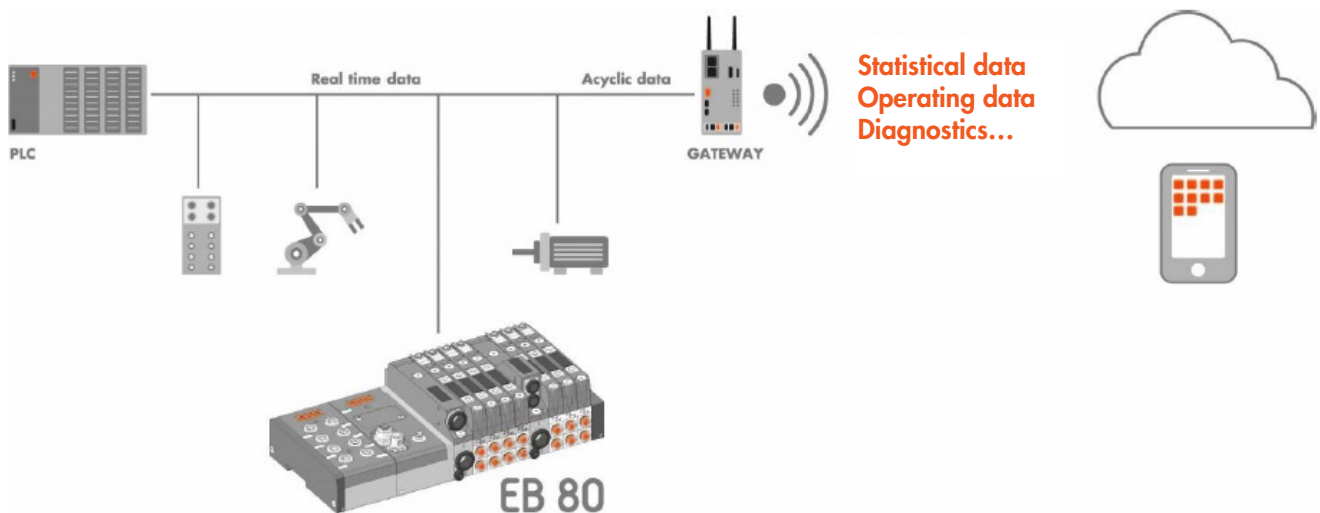 Real time data
Acyclic data
PLC
GATEWAY
Statistical data
Operating data
Diagnostics...
EB 80